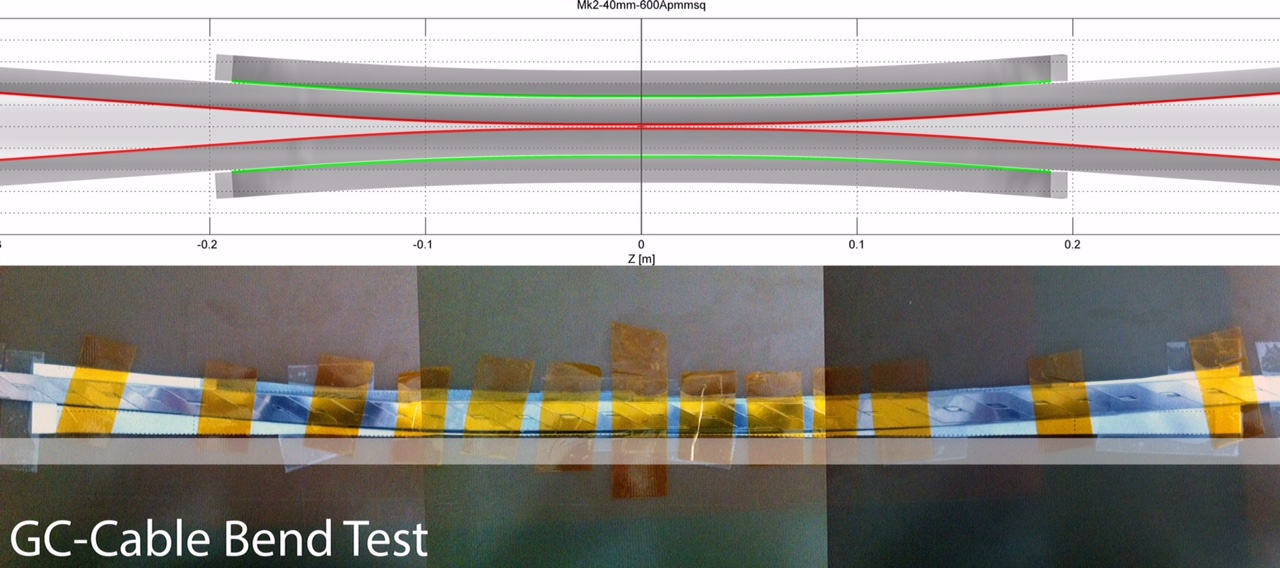 Mk2-40mm-600Apmmsq
-0.2 -0.1 0 0.1 0.2
Z [m]
GC-Cable Bend Test